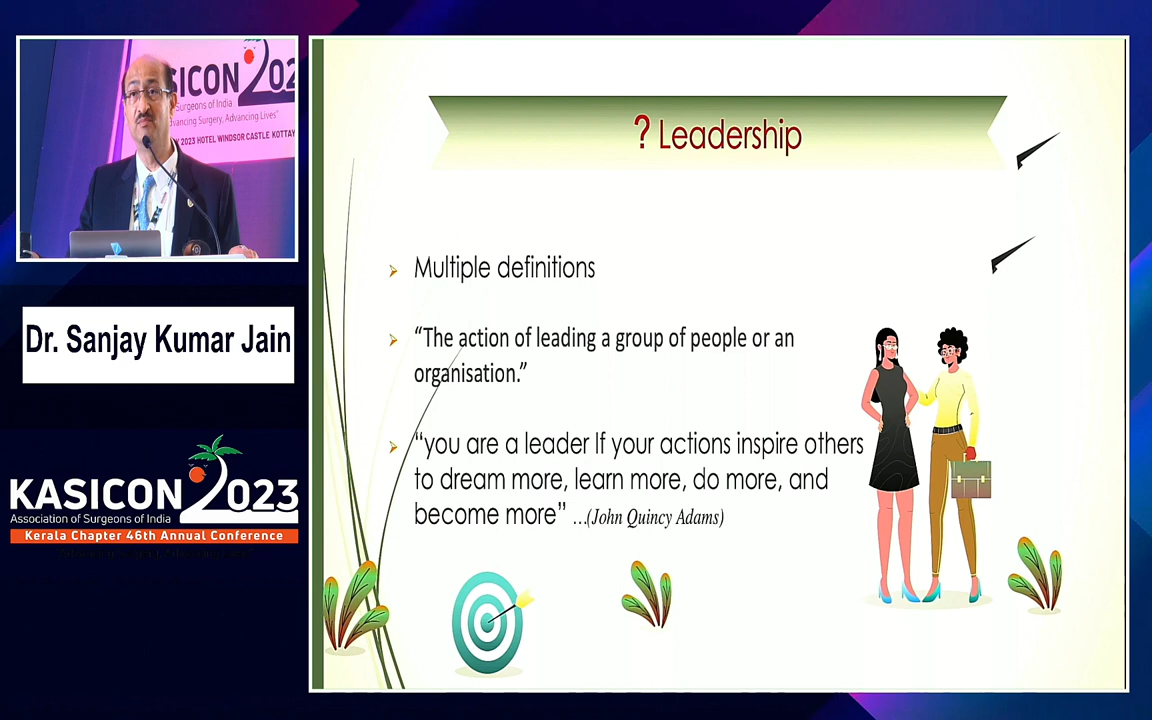 SICON 202
Surgeons of India
vancing Surgery, Advancing Lives"
2023 HOTEL WINDSOR CASTLE KOTTAY
Dr. Sanjay Kumar Jain
KASICON 2023
Association of Surgeons of India
Kerala Chapter 46th Annual Conference
? Leadership
Multiple definitions
“The action of leading a group of people or an
organisation.”
“you are a leader If your actions inspire others
to dream more, learn more, do more, and
become more” ...(John Quincy Adams)